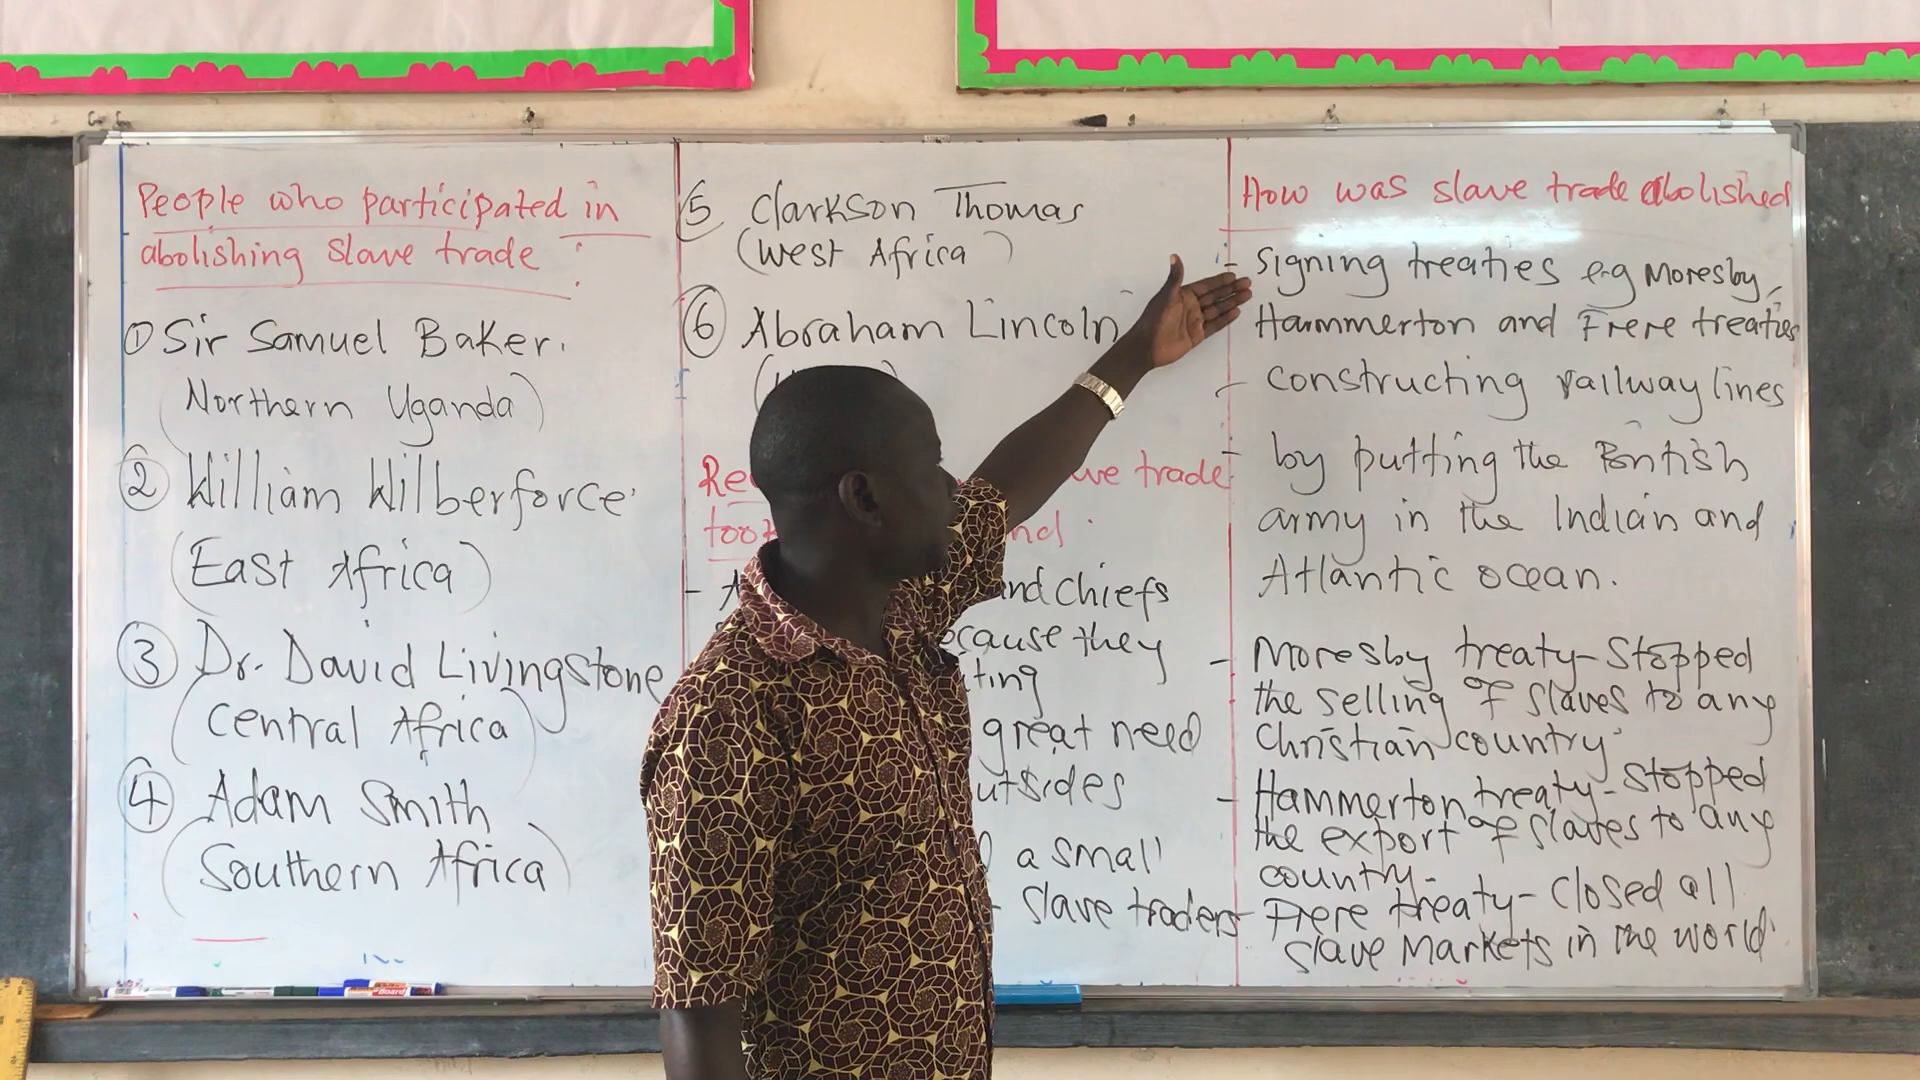 People who participated in
abolishing slave trade:
① Sir Samuel Baker.
(Northern Uganda)
② William Wilberforce.
(East Africa)
③ Dr. David Livingstone
(Central Africa)
④ Adam Smith
(Southern Africa)
5 Clarkson Thomas
(West Africa)
⑥ Abraham Lincoln
trade
and chiefs
because they
great need
a small
slave traders
How was slave trade abolished
- Signing treaties e.g Moresby,
Hammerton and Frere treaties
- constructing railway lines
- by putting the British
army in the Indian and
Atlantic ocean.
- Moresby treaty - Stopped
the selling of slaves to any
Christian country.
- Hammerton treaty - stopped
the export of slaves to any
country.
- Frere treaty - closed all
slave markets in the world.
Board